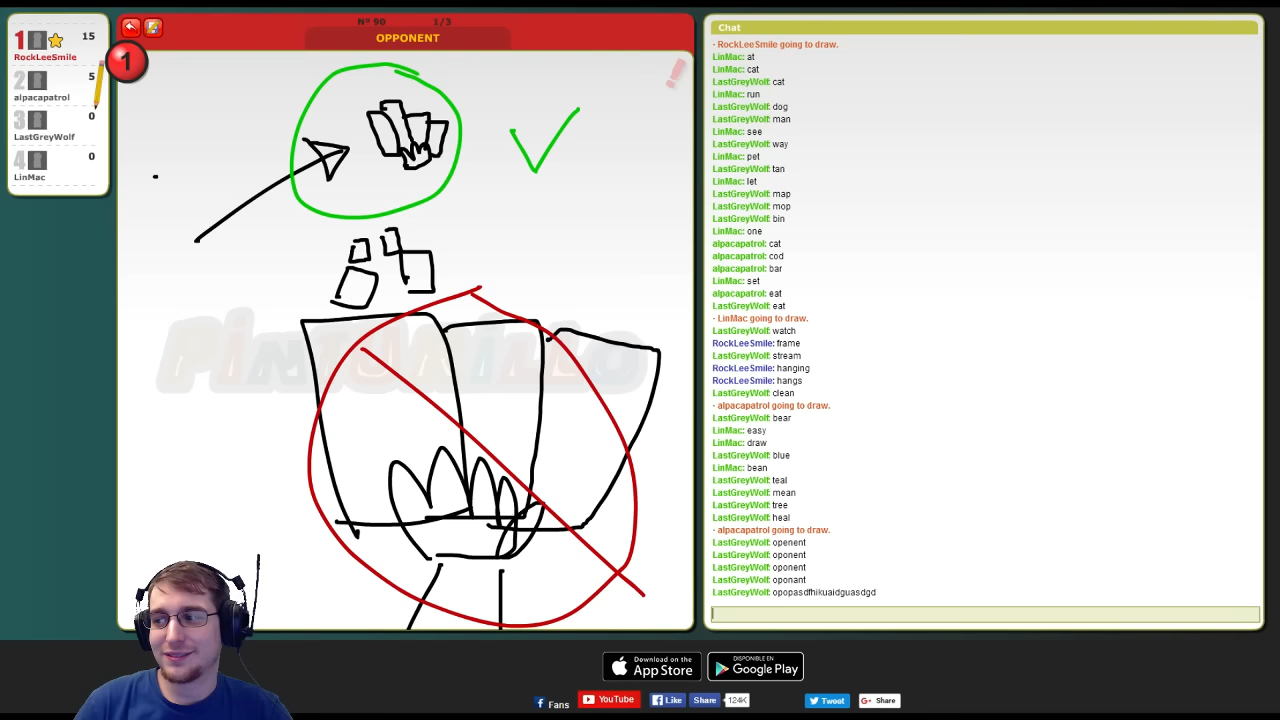 1 15
RockLeeSmile
2 5
alpacapatrol
3 0
LastGreyWolf
4 0
LinMac
1
Nº 90 1/3
OPPONENT
PINTURILLO
Chat
· RockLeeSmile going to draw.
LinMac: at
LinMac: cat
LastGreyWolf: cat
LinMac: run
LastGreyWolf: dog
LastGreyWolf: man
LinMac: see
LastGreyWolf: way
LinMac: pet
LastGreyWolf: tan
LinMac: let
LastGreyWolf: map
LastGreyWolf: mop
LastGreyWolf: bin
LinMac: one
alpacapatrol: cat
alpacapatrol: cod
alpacapatrol: bar
LinMac: set
alpacapatrol: eat
LastGreyWolf: eat
· LinMac going to draw.
LastGreyWolf: watch
RockLeeSmile: frame
LastGreyWolf: stream
RockLeeSmile: hanging
RockLeeSmile: hangs
LastGreyWolf: clean
· alpacapatrol going to draw.
LastGreyWolf: bear
LinMac: easy
LinMac: draw
LastGreyWolf: blue
LinMac: bean
LastGreyWolf: teal
LastGreyWolf: mean
LastGreyWolf: tree
LastGreyWolf: heal
· alpacapatrol going to draw.
LastGreyWolf: openent
LastGreyWolf: oponent
LastGreyWolf: oponent
LastGreyWolf: oponant
LastGreyWolf: opopasdfhikuaidguasdgd
Download on the App Store
DISPONIBLE EN Google Play
Fans YouTube Like Share 124K Tweet G+ Share